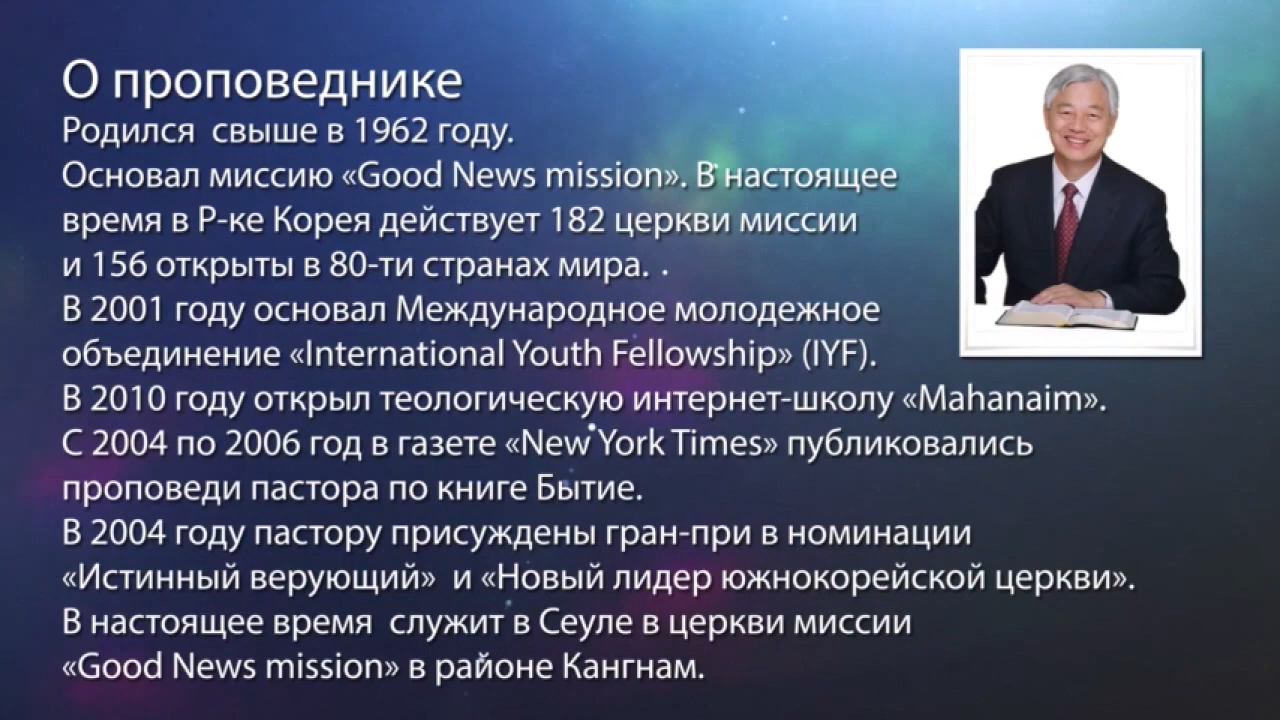 О проповеднике
Родился свыше в 1962 году.
Основал миссию «Good News mission». В настоящее
время в Р-ке Корея действует 182 церкви миссии
и 156 открыты в 80-ти странах мира. .
В 2001 году основал Международное молодежное
объединение «International Youth Fellowship» (IYF).
В 2010 году открыл теологическую интернет-школу «Mahanaim».
С 2004 по 2006 год в газете «New York Times» публиковались
проповеди пастора по книге Бытие.
В 2004 году пастору присуждены гран-при в номинации
«Истинный верующий» и «Новый лидер южнокорейской церкви».
В настоящее время служит в Сеуле в церкви миссии
«Good News mission» в районе Кангнам.